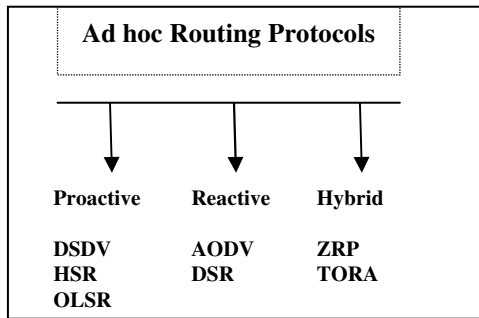 Ad hoc Routing Protocols
Proactive Reactive Hybrid
DSDV AODV ZRP
HSR DSR TORA
OLSR